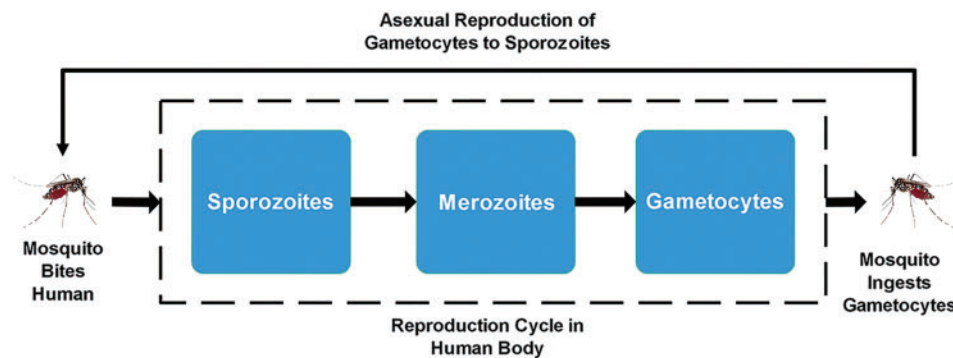 Asexual Reproduction of
Gametocytes to Sporozoites
Sporozoites
Merozoites
Gametocytes
Mosquito
Bites
Human
Mosquito
Ingests
Gametocytes
Reproduction Cycle in
Human Body